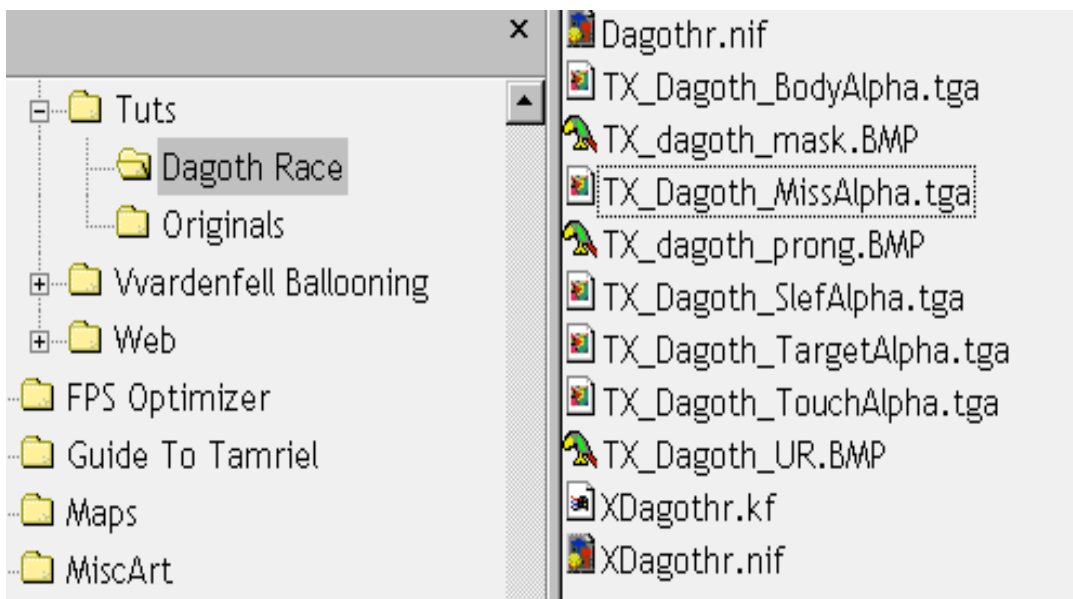 Tuts
Dagoth Race
Originals
Vvardenfell Ballooning
Web
FPS Optimizer
Guide To Tamriel
Maps
MiscArt
Dagothr.nif
TX_Dagoth_BodyAlpha.tga
TX_dagoth_mask.BMP
TX_Dagoth_MissAlpha.tga
TX_dagoth_prong.BMP
TX_Dagoth_SlefAlpha.tga
TX_Dagoth_TargetAlpha.tga
TX_Dagoth_TouchAlpha.tga
TX_Dagoth_UR.BMP
XDagothr.kf
XDagothr.nif